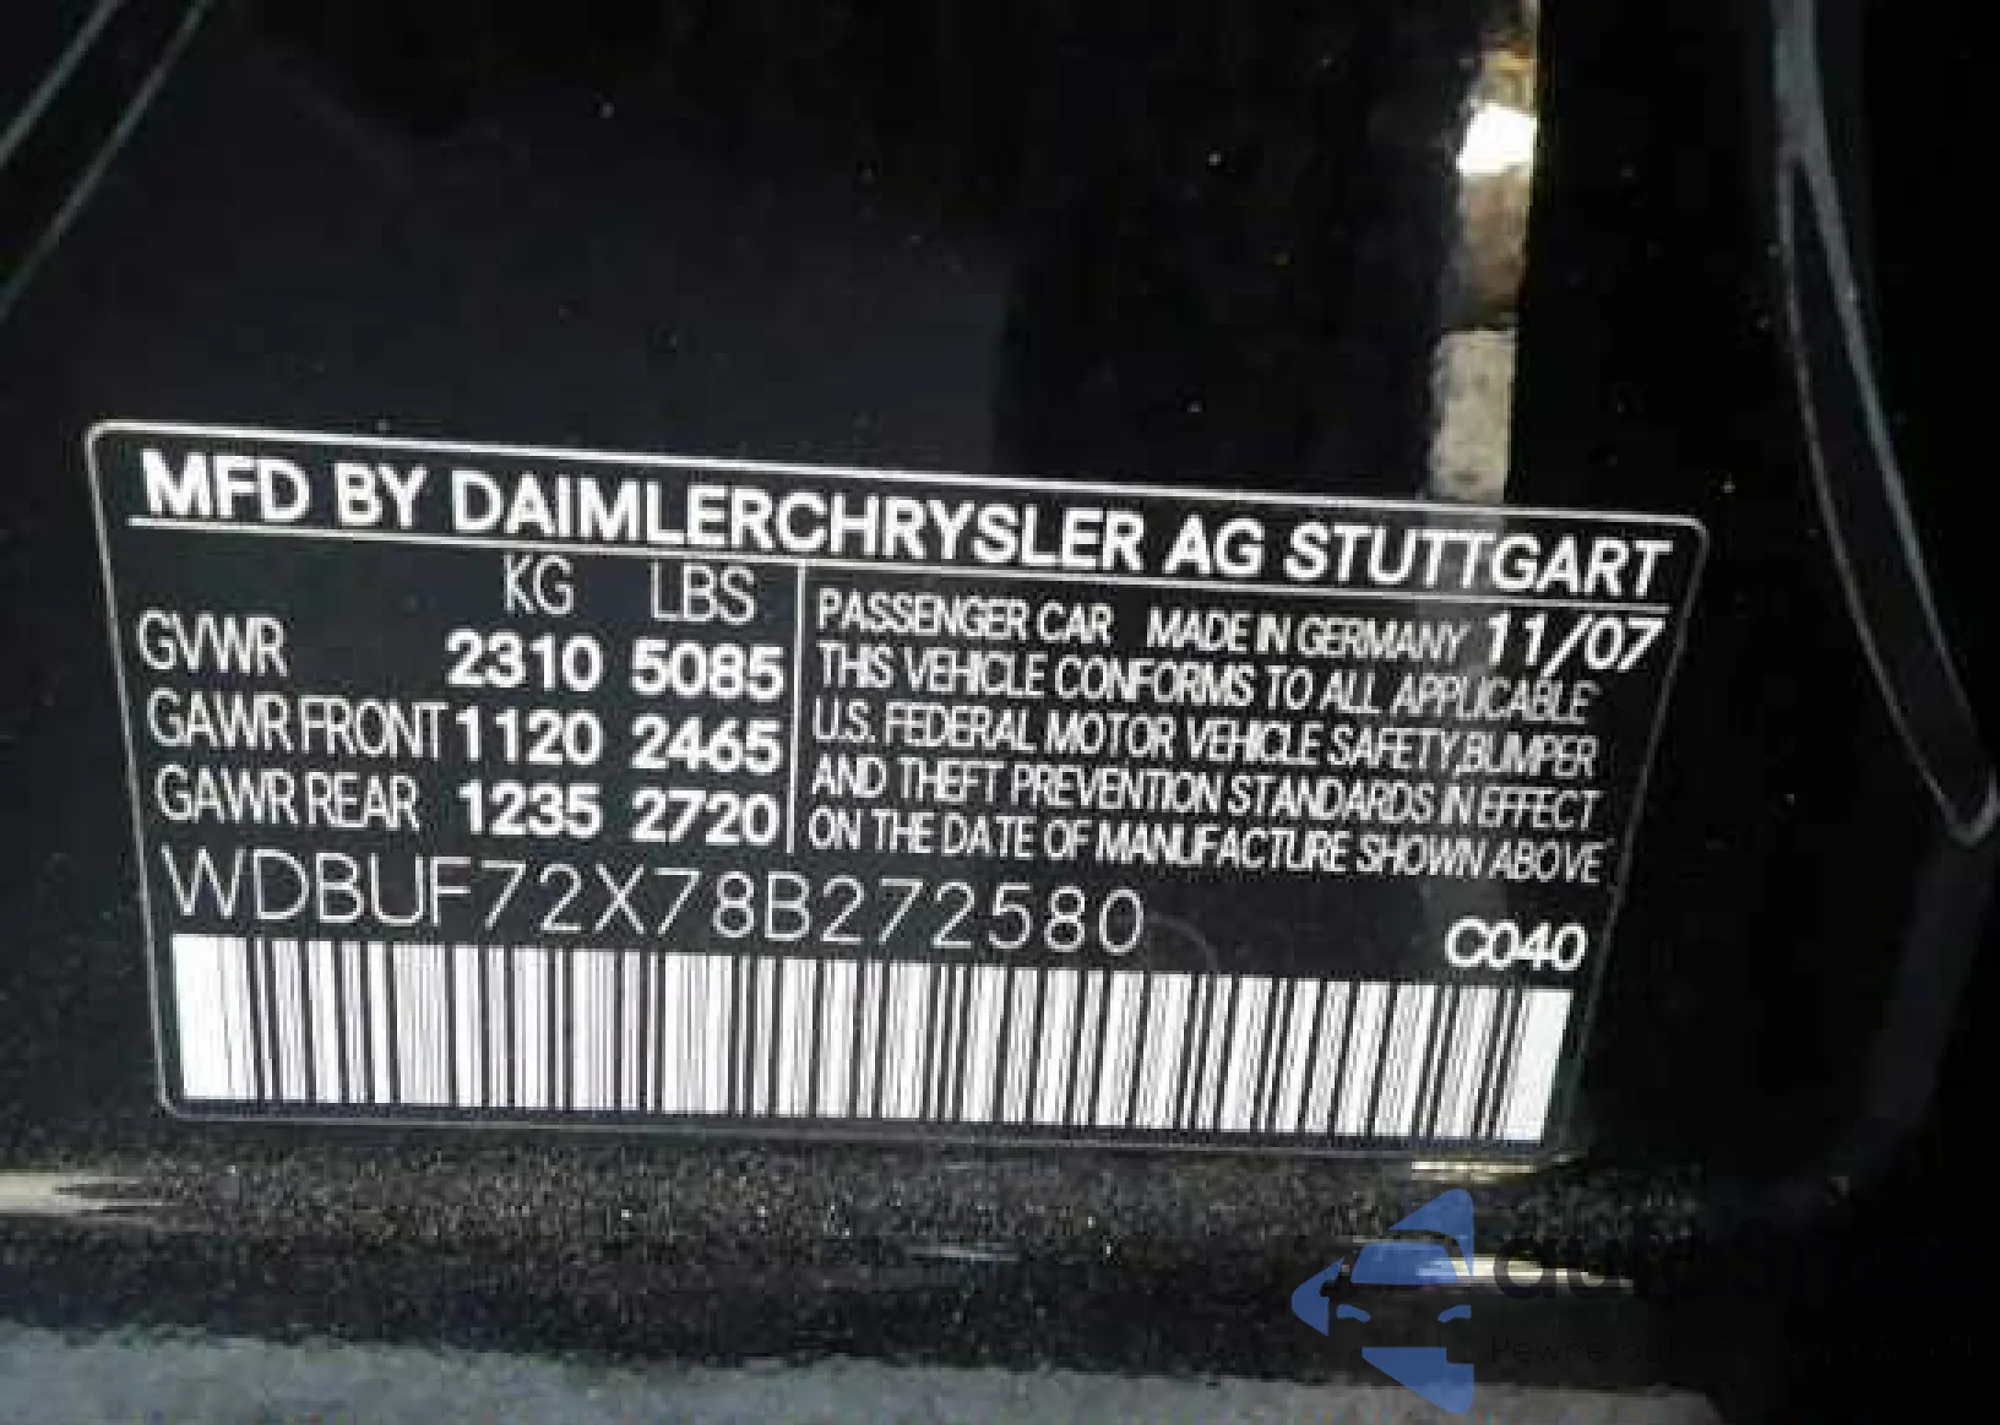 MFD BY DAIMLERCHRYSLER AG STUTTGART
KG LBS
GVWR 2310 5085
GAWR FRONT 1120 2465
GAWR REAR 1235 2720
PASSENGER CAR MADE IN GERMANY 11/07
THIS VEHICLE CONFORMS TO ALL APPLICABLE
U.S. FEDERAL MOTOR VEHICLE SAFETY,BUMPER
AND THEFT PREVENTION STANDARDS IN EFFECT
ON THE DATE OF MANUFACTURE SHOWN ABOVE
WDBUF72X78B272580
C040